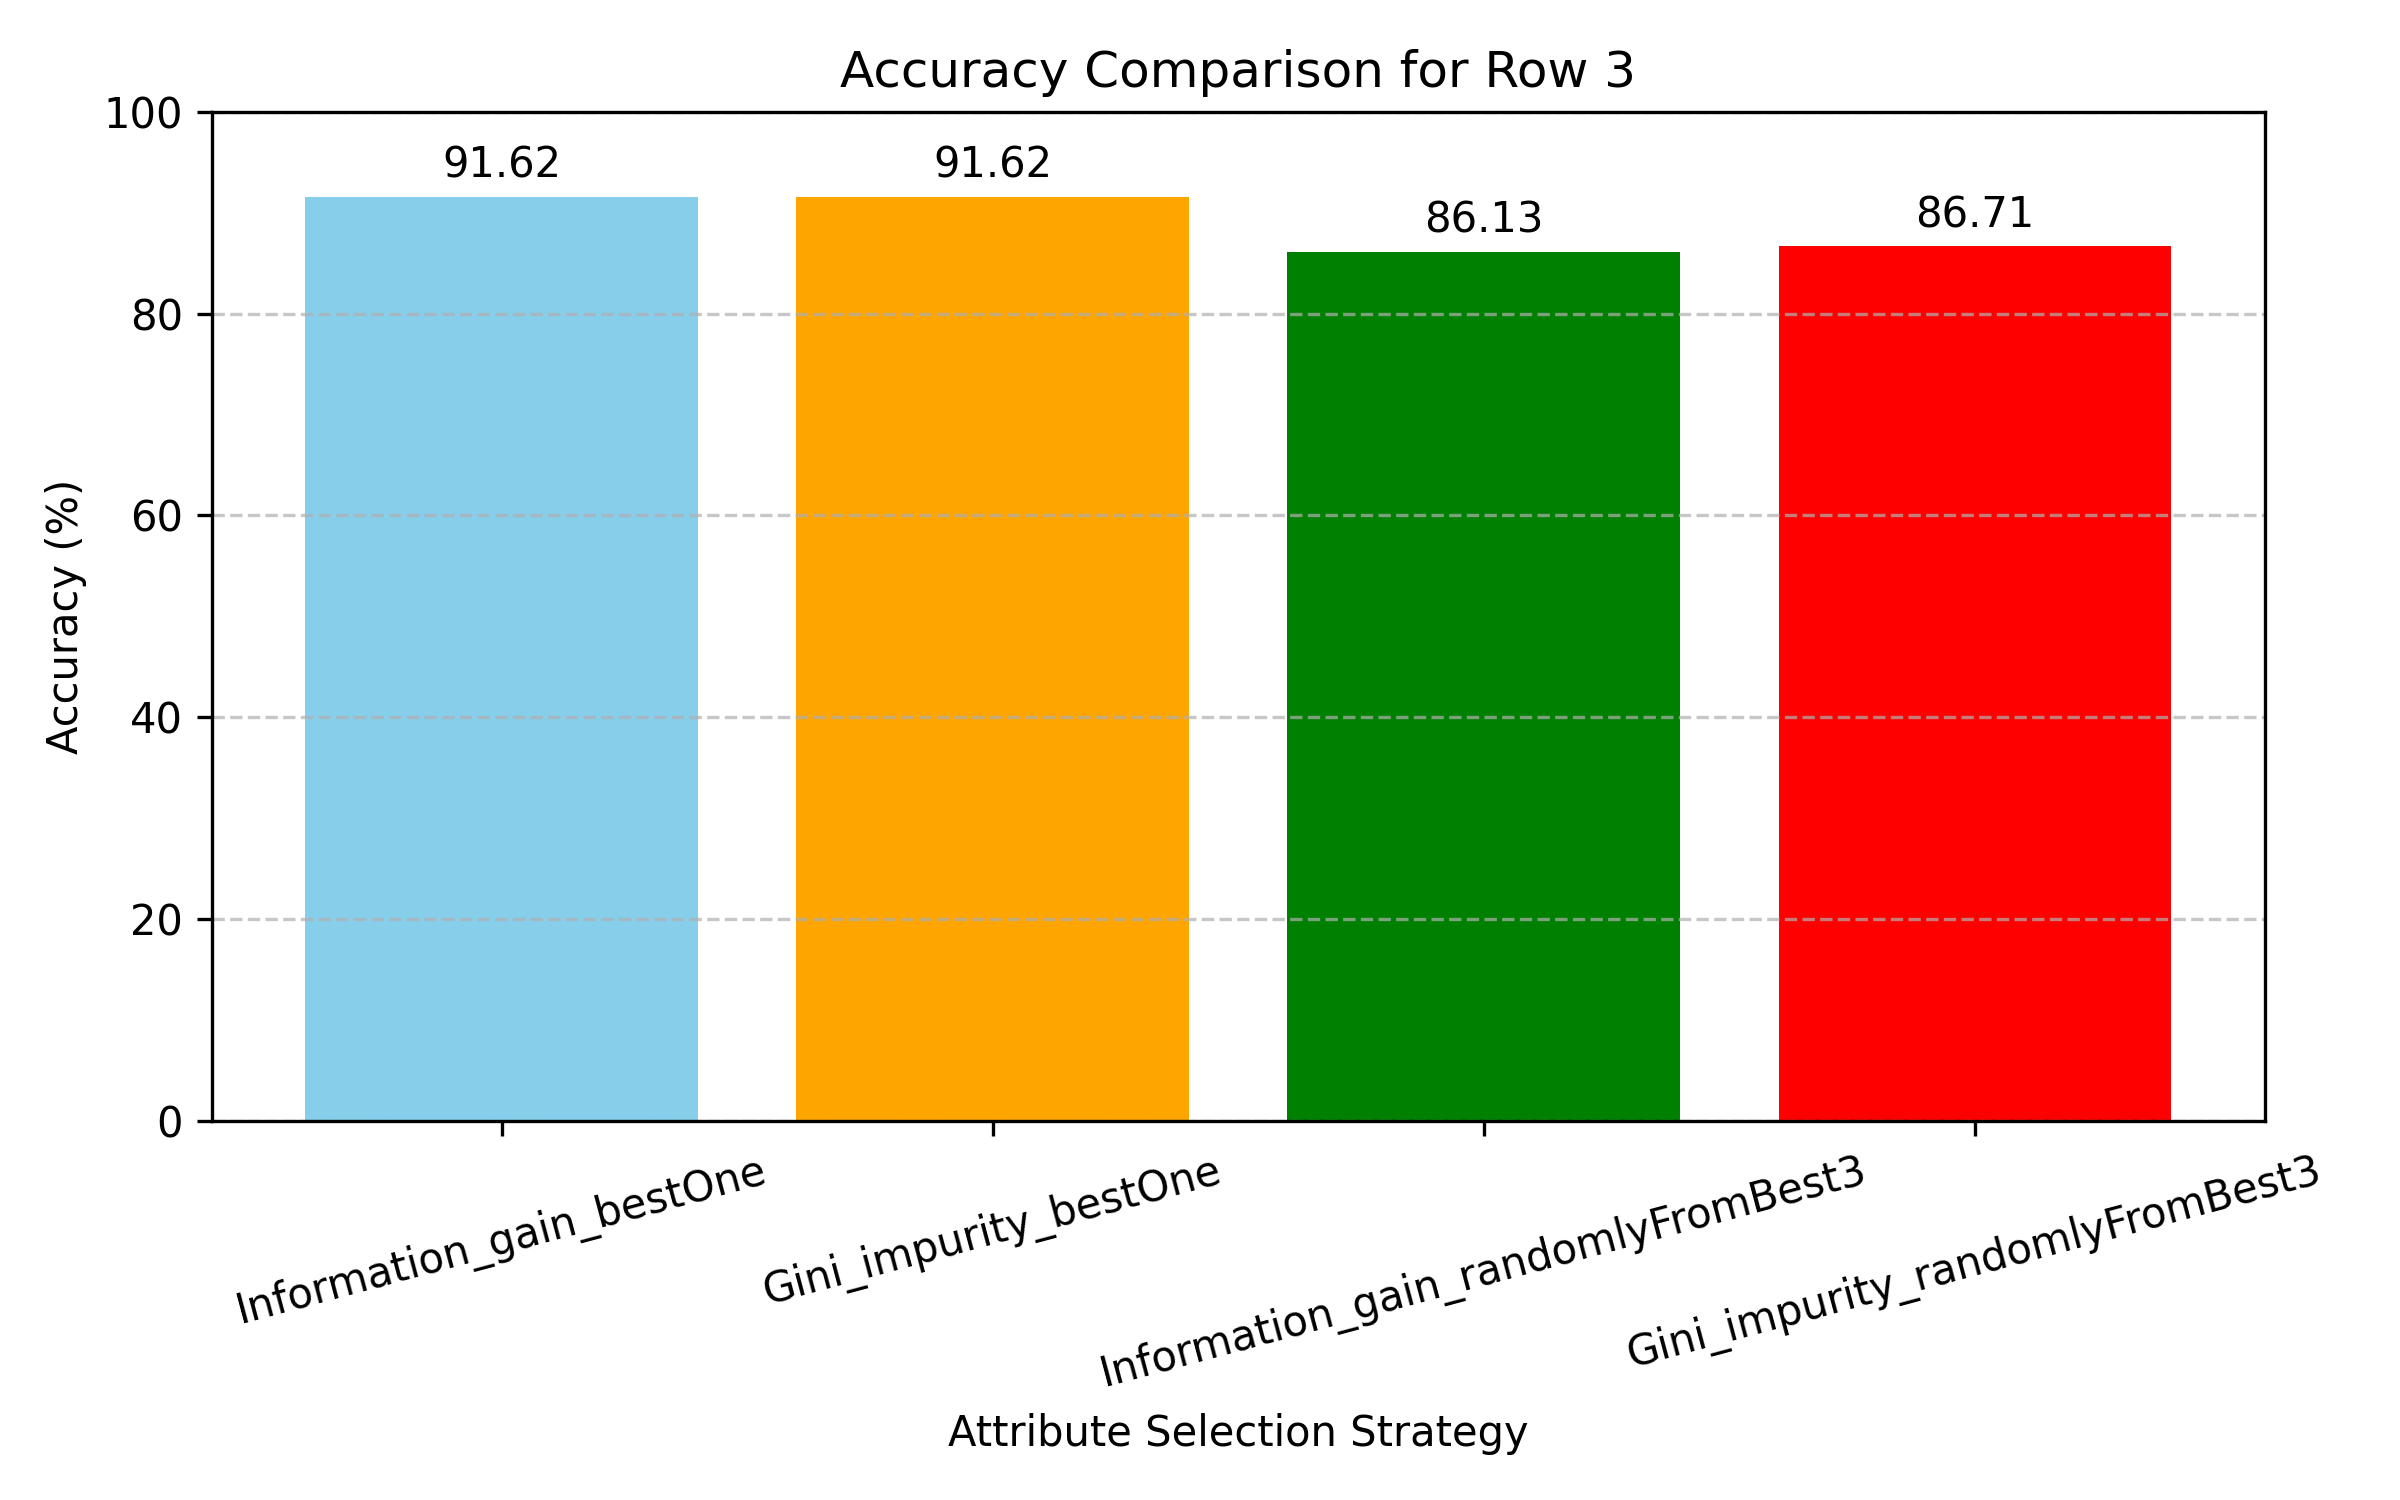 Accuracy Comparison for Row 3
100
80
60
40
20
0
Accuracy (%)
91.62
91.62
86.13
86.71
Information_gain_bestOne
Gini_impurity_bestOne
Information_gain_randomlyFromBest3
Gini_impurity_randomlyFromBest3
Attribute Selection Strategy